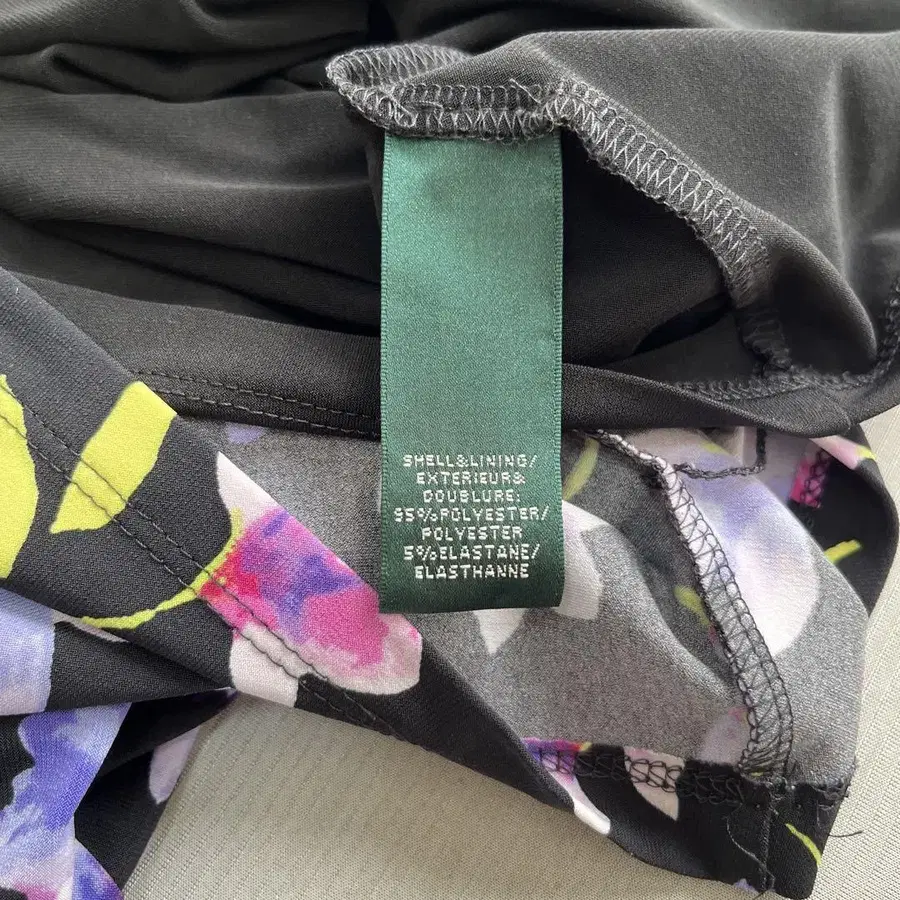 SHELL&LINING/
EXTERIEUR&
DOUBLURE:
95%POLYESTER/
POLYESTER
5%ELASTANE/
ELASTHANNE